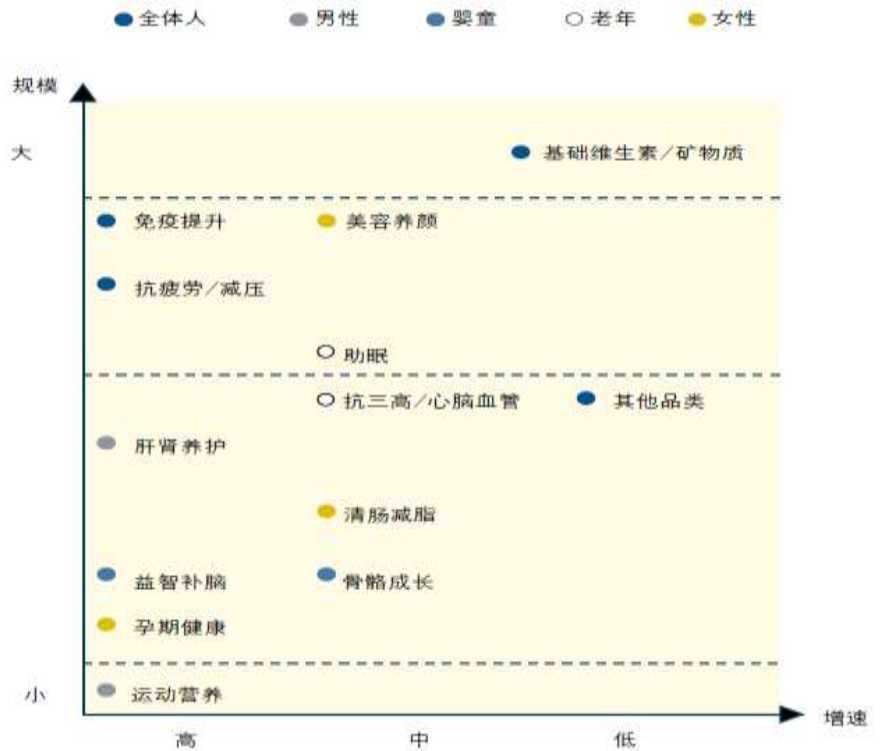 全体人 男性 婴童 老年 女性
规模
大 基础维生素/矿物质
免疫提升 美容养颜
抗疲劳/减压
助眠
抗三高/心脑血管 其他品类
肝肾养护
清肠减脂
益智补脑 骨骼成长
孕期健康
小 运动营养
增速
高 中 低